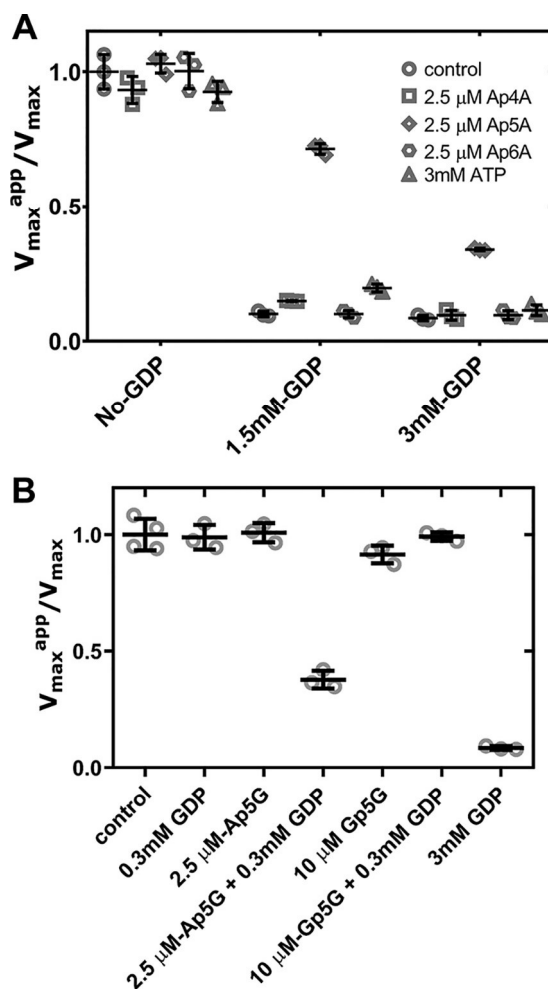 A
V_max^app/V_max
1.0
0.5
0.0
control
2.5 μM Ap4A
2.5 μM Ap5A
2.5 μM Ap6A
3mM ATP
No-GDP
1.5mM-GDP
3mM-GDP
B
V_max^app/V_max
1.0
0.5
0.0
control
0.3mM GDP
2.5 μM-Ap5G
2.5 μM-Ap5G + 0.3mM GDP
10 μM Gp5G
10 μM-Gp5G + 0.3mM GDP
3mM GDP